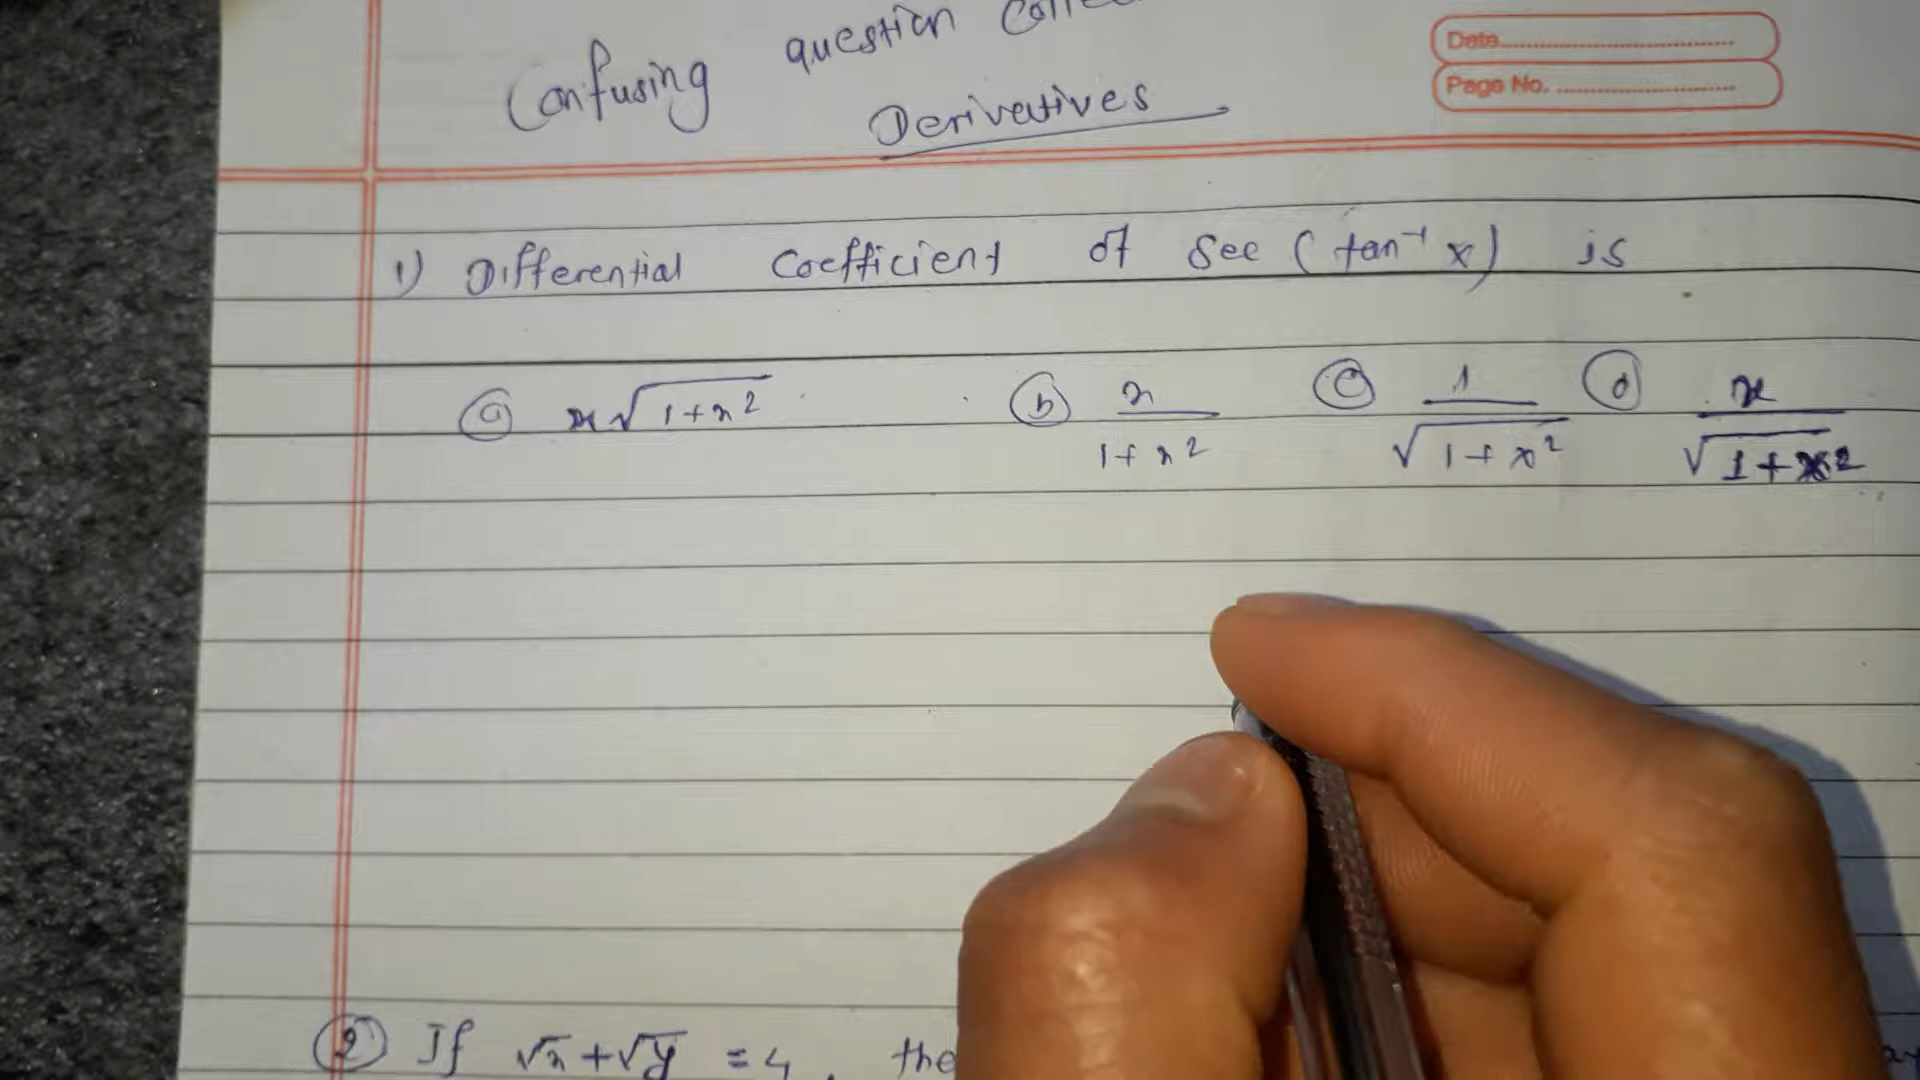 Confusing question
Derivatives
Date
Page No.
1) Differential Coefficient of Sec (tan⁻¹ x) is
ⓐ x√1+x² ⓑ x/1+x² ⓒ 1/√1+x² ⓓ x/√1+x²
② If √x+√y = 4, the